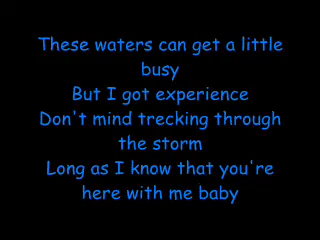 These waters can get a little
busy
But I got experience
Don't mind trecking through
the storm
Long as I know that you're
here with me baby